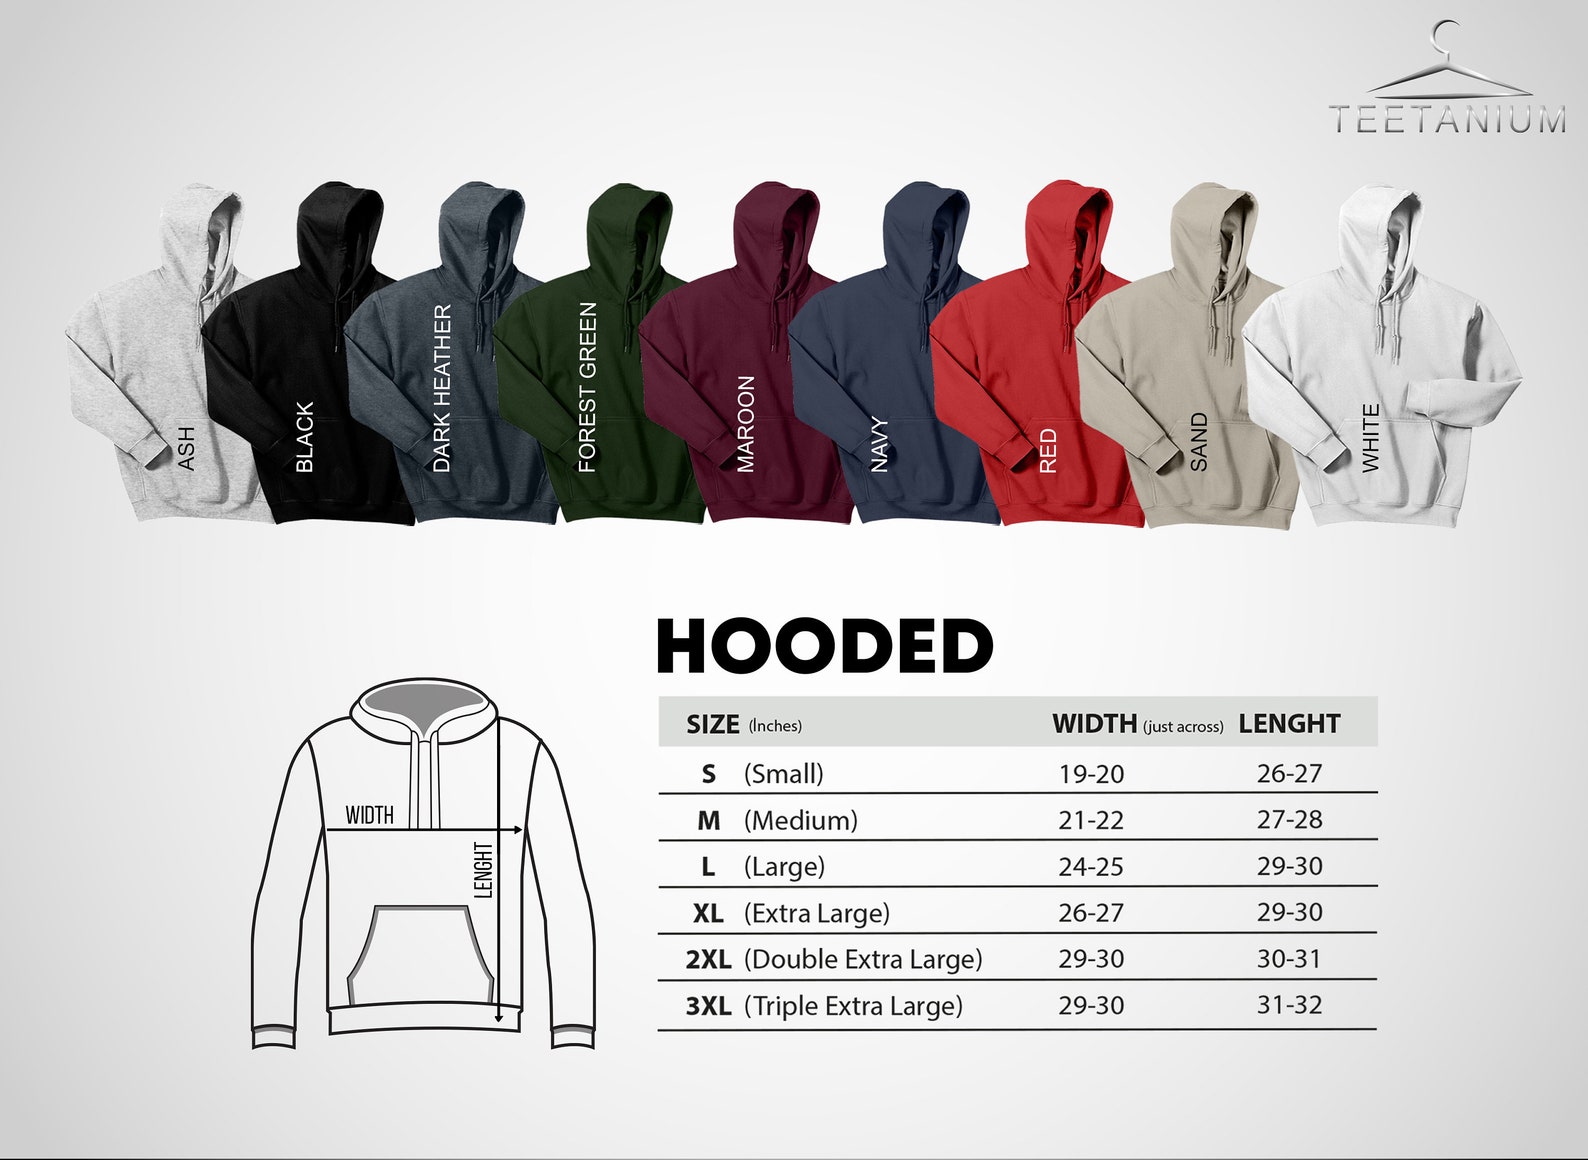 TEETANIUM
ASH
BLACK
DARK HEATHER
FOREST GREEN
MAROON
NAVY
RED
SAND
WHITE
HOODED
SIZE (Inches) WIDTH (just across) LENGHT
S (Small) 19-20 26-27
M (Medium) 21-22 27-28
L (Large) 24-25 29-30
XL (Extra Large) 26-27 29-30
2XL (Double Extra Large) 29-30 30-31
3XL (Triple Extra Large) 29-30 31-32
WIDTH
LENGHT